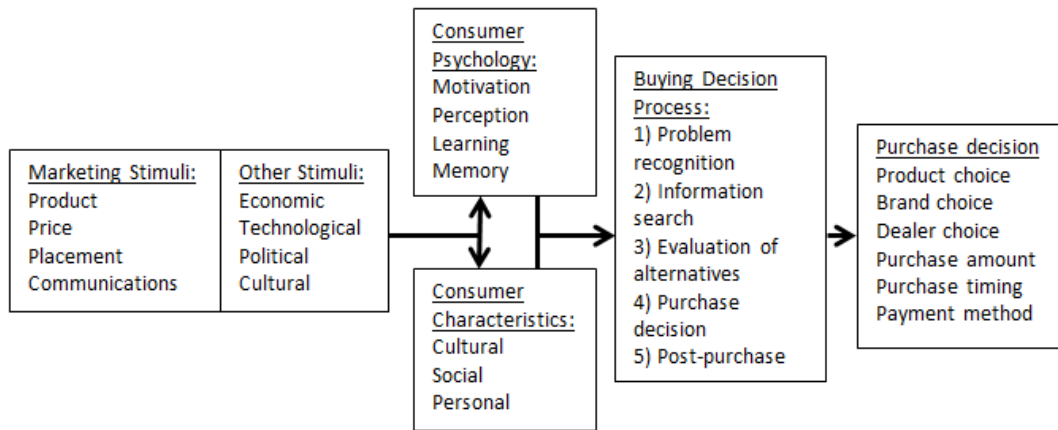 Marketing Stimuli:
Product
Price
Placement
Communications
Other Stimuli:
Economic
Technological
Political
Cultural
Consumer
Psychology:
Motivation
Perception
Learning
Memory
Consumer
Characteristics:
Cultural
Social
Personal
Buying Decision
Process:
1) Problem
recognition
2) Information
search
3) Evaluation of
alternatives
4) Purchase
decision
5) Post-purchase
Purchase decision
Product choice
Brand choice
Dealer choice
Purchase amount
Purchase timing
Payment method